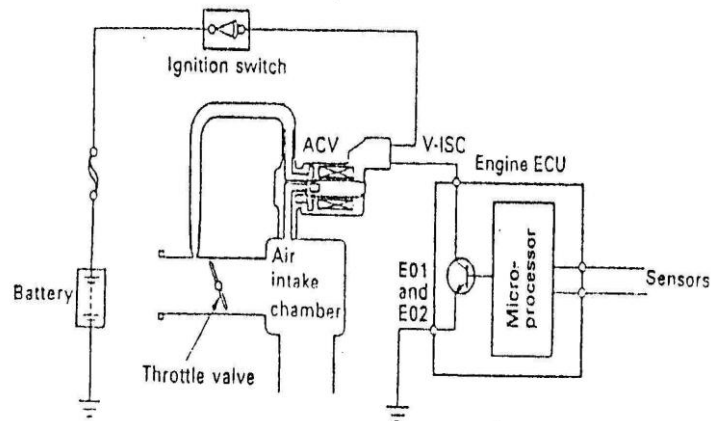 Ignition switch
ACV
V-ISC
Engine ECU
Air
intake
chamber
E01
and
E02
Micro-
processor
Sensors
Battery
Throttle valve